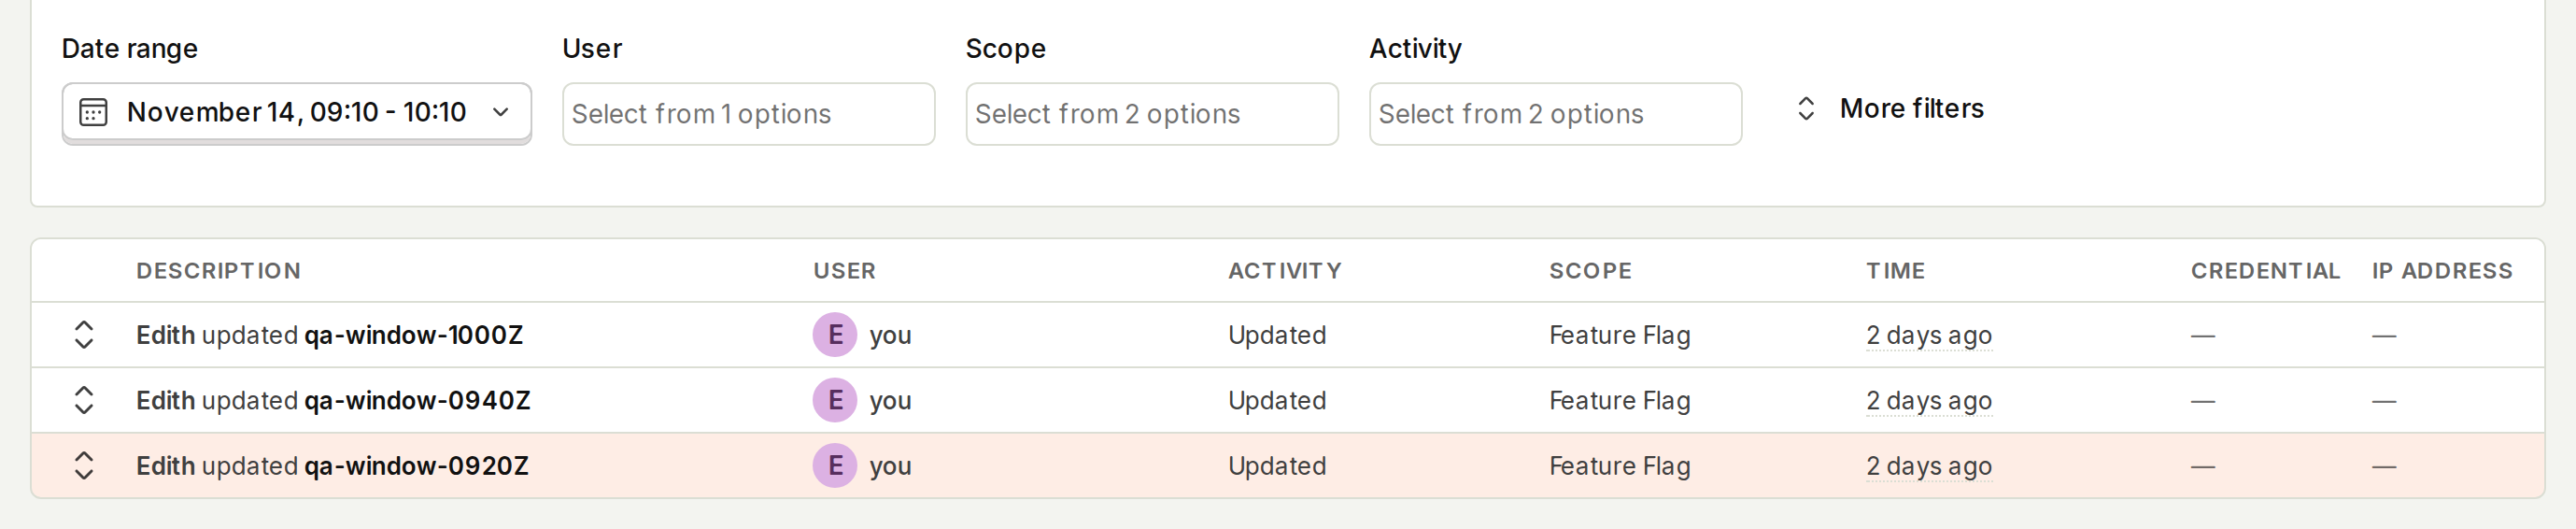 Date range User Scope Activity
November 14, 09:10 - 10:10 Select from 1 options Select from 2 options Select from 2 options More filters
DESCRIPTION USER ACTIVITY SCOPE TIME CREDENTIAL IP ADDRESS
Edith updated qa-window-1000Z E you Updated Feature Flag 2 days ago — —
Edith updated qa-window-0940Z E you Updated Feature Flag 2 days ago — —
Edith updated qa-window-0920Z E you Updated Feature Flag 2 days ago — —